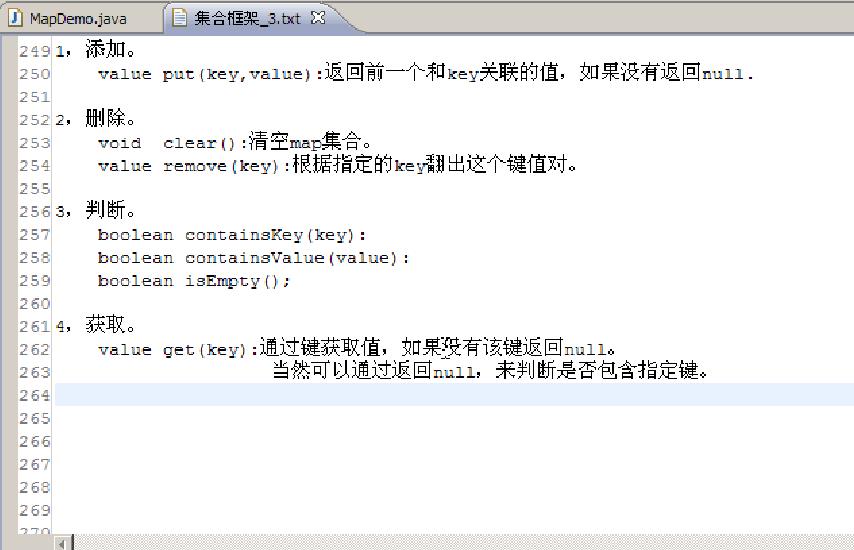 MapDemo.java 集合框架_3.txt
249 1，添加。
250 value put(key,value):返回前一个和key关联的值，如果没有返回null.
251
252 2，删除。
253 void  clear():清空map集合。
254 value remove(key):根据指定的key翻出这个键值对。
255
256 3，判断。
257 boolean containsKey(key):
258 boolean containsValue(value):
259 boolean isEmpty();
260
261 4，获取。
262 value get(key):通过键获取值，如果没有该键返回null。
263 当然可以通过返回null，来判断是否包含指定键。
264
265
266
267
268
269
270